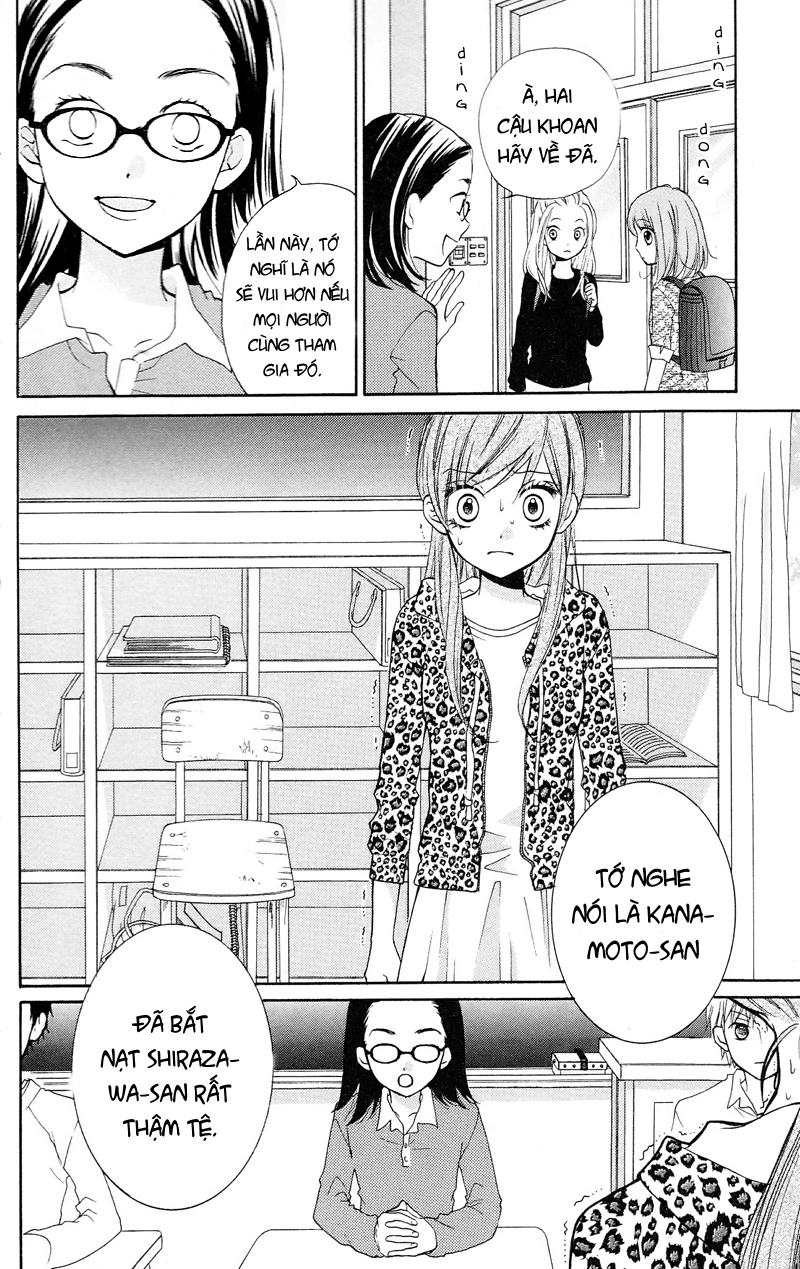 ding
dong
À, HAI
CẬU KHOAN
HÃY VỀ ĐÃ.
ding
LẦN NÀY, TỚ
NGHĨ LÀ NÓ
SẼ VUI HƠN NẾU
MỌI NGƯỜI
CÙNG THAM
GIA ĐÓ.
TỚ NGHE
NÓI LÀ KANA-
MOTO-SAN
ĐÃ BẮT
NẠT SHIRAZA-
WA-SAN RẤT
THẬM TỆ.